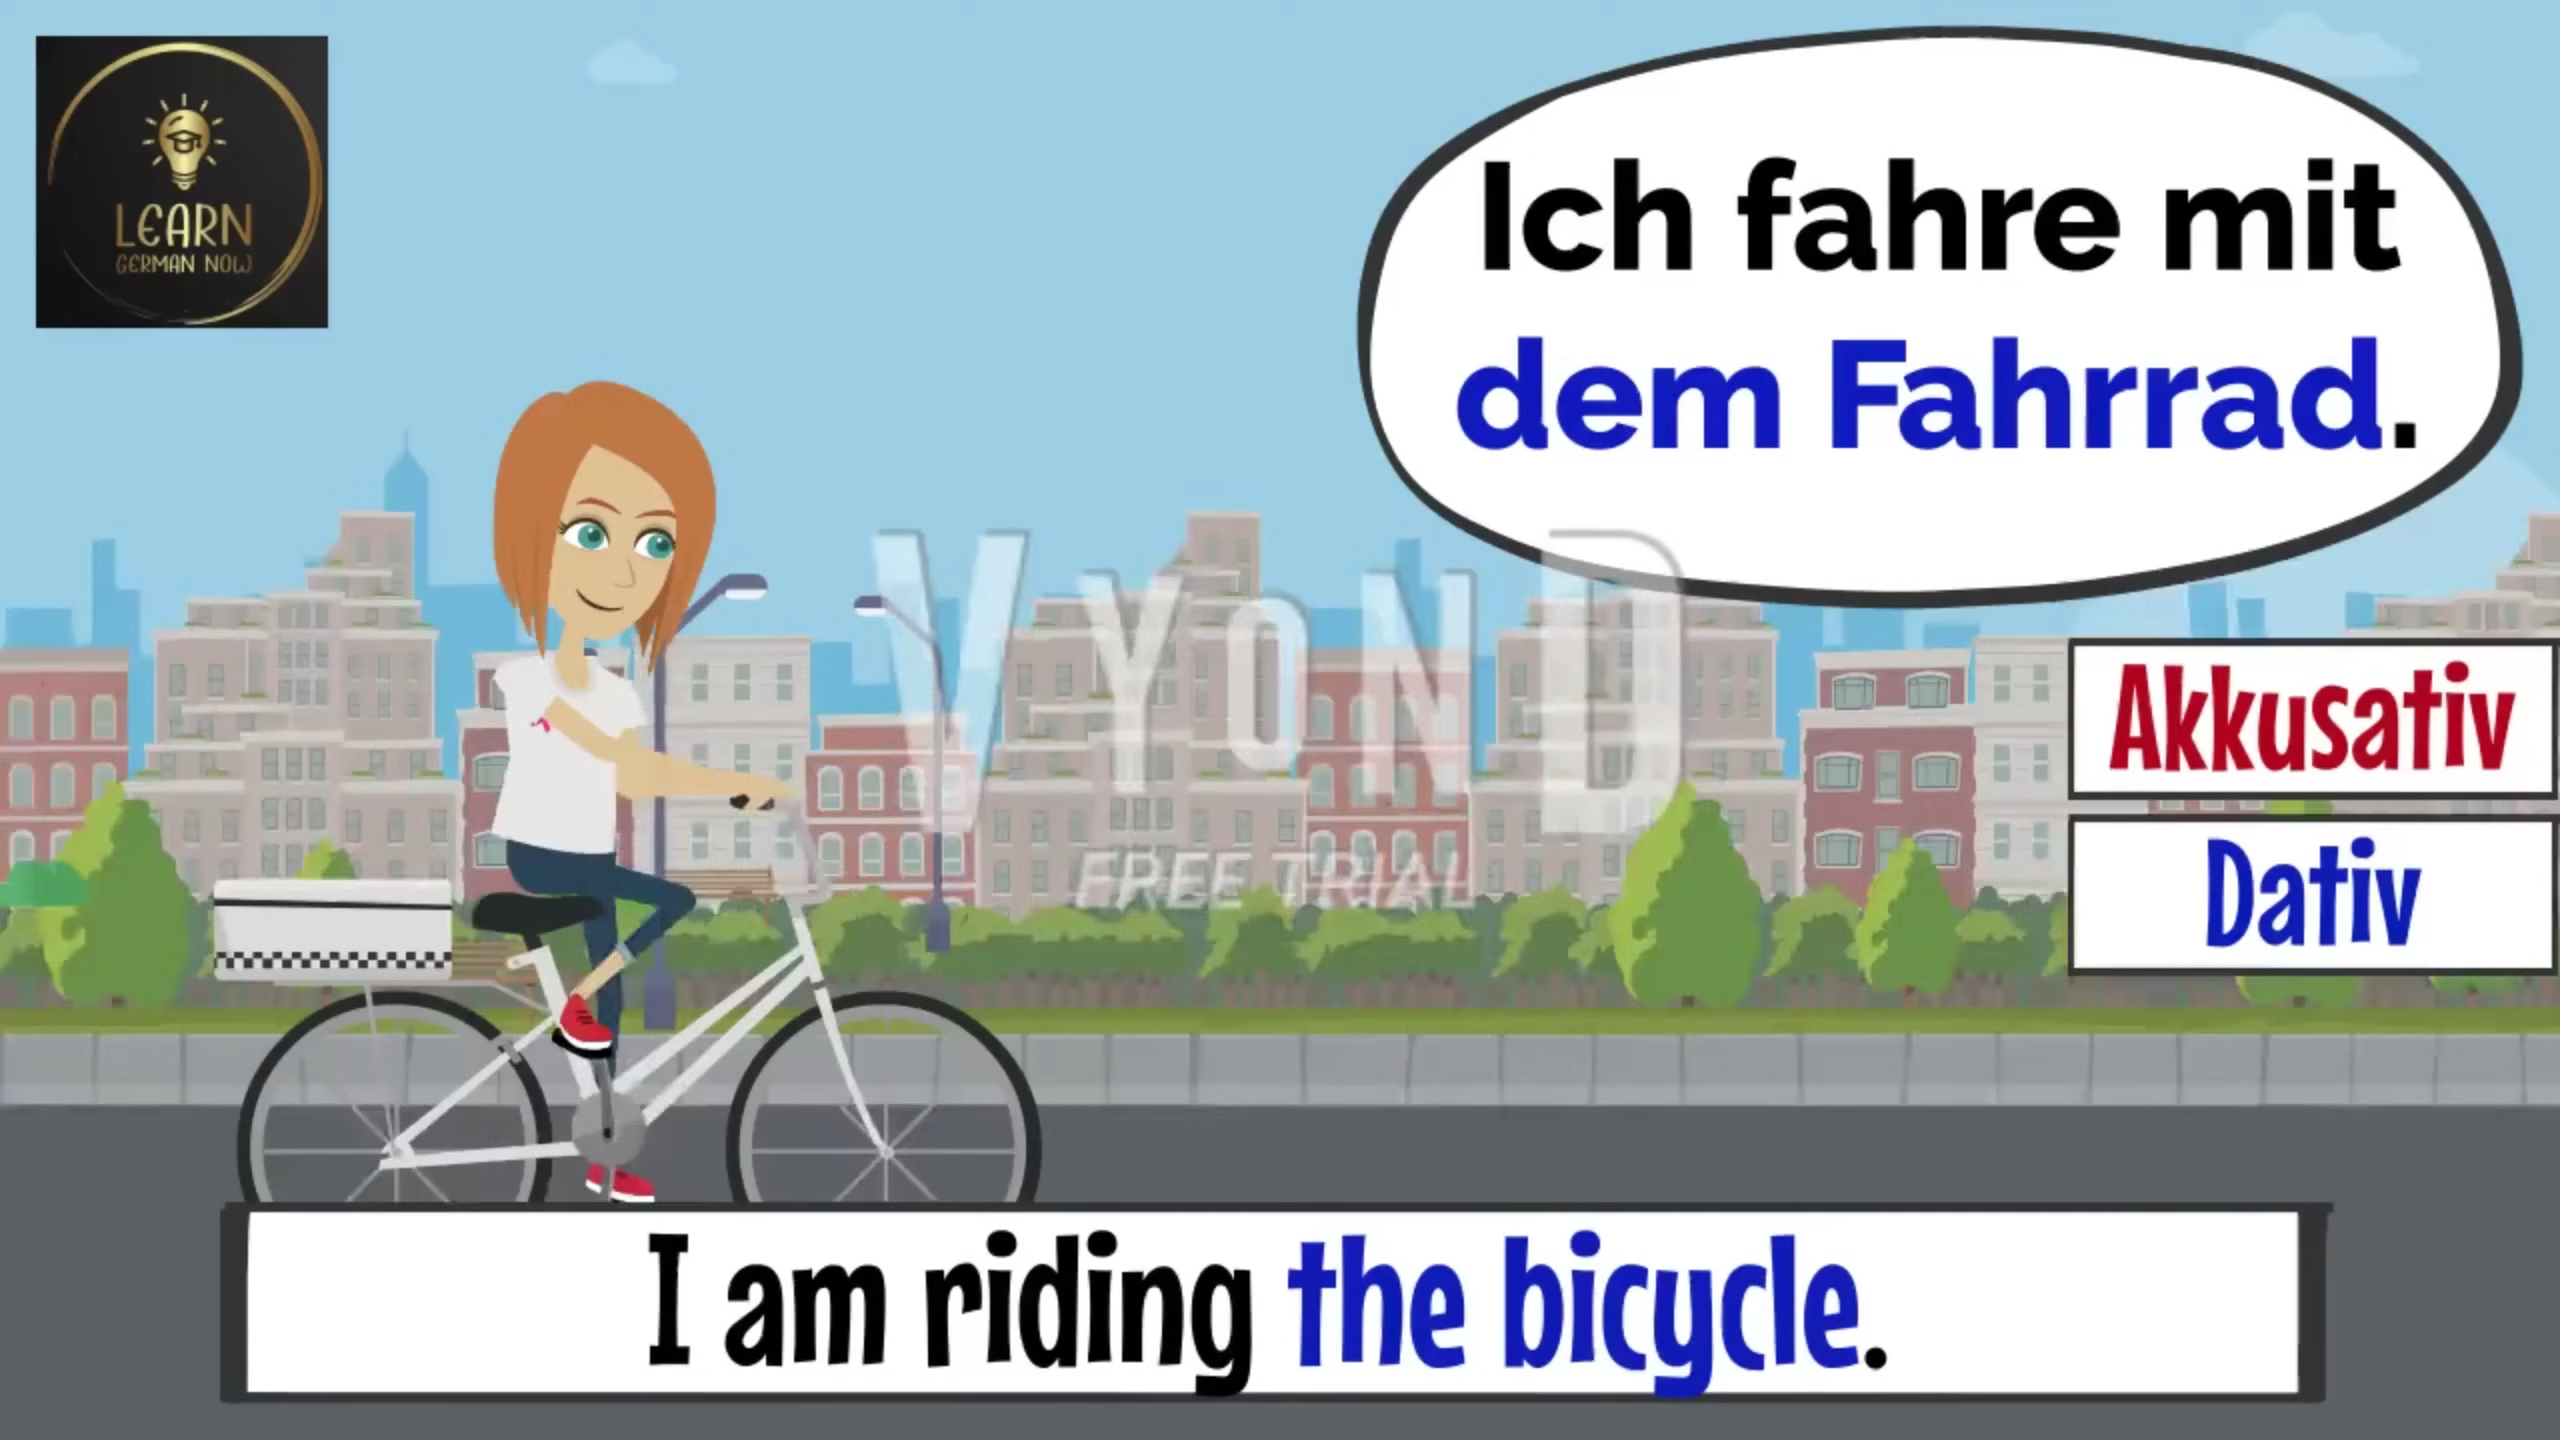 LEARN
GERMAN NOW
Ich fahre mit
dem Fahrrad.
VYOND
FREE TRIAL
Akkusativ
Dativ
I am riding the bicycle.